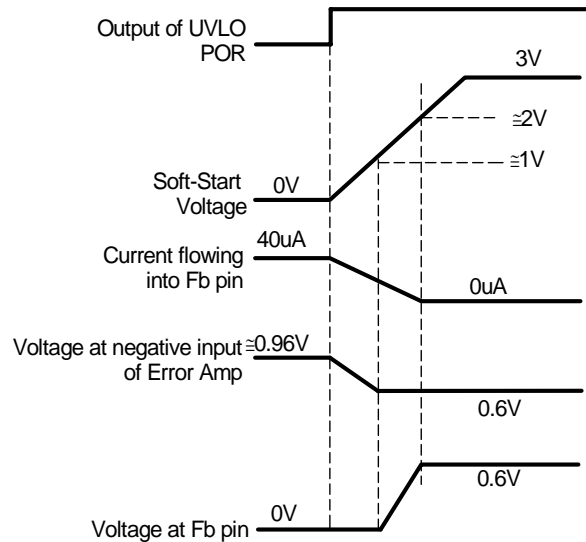 Output of UVLO
POR
3V
≅2V
≅1V
0V
Soft-Start
Voltage
40uA
Current flowing
into Fb pin
0uA
≅0.96V
Voltage at negative input
of Error Amp
0.6V
0.6V
0V
Voltage at Fb pin